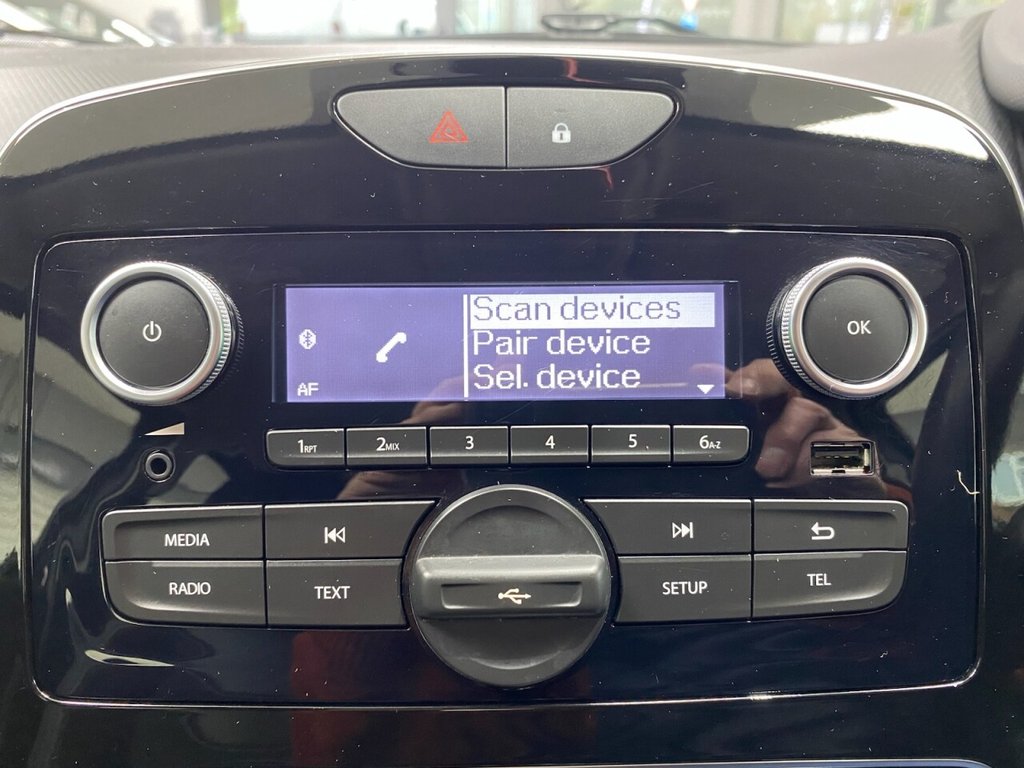 Scan devices
Pair device
Sel. device
AF
OK
1RPT 2MIX 3 4 5 6A-Z
MEDIA
RADIO TEXT SETUP TEL